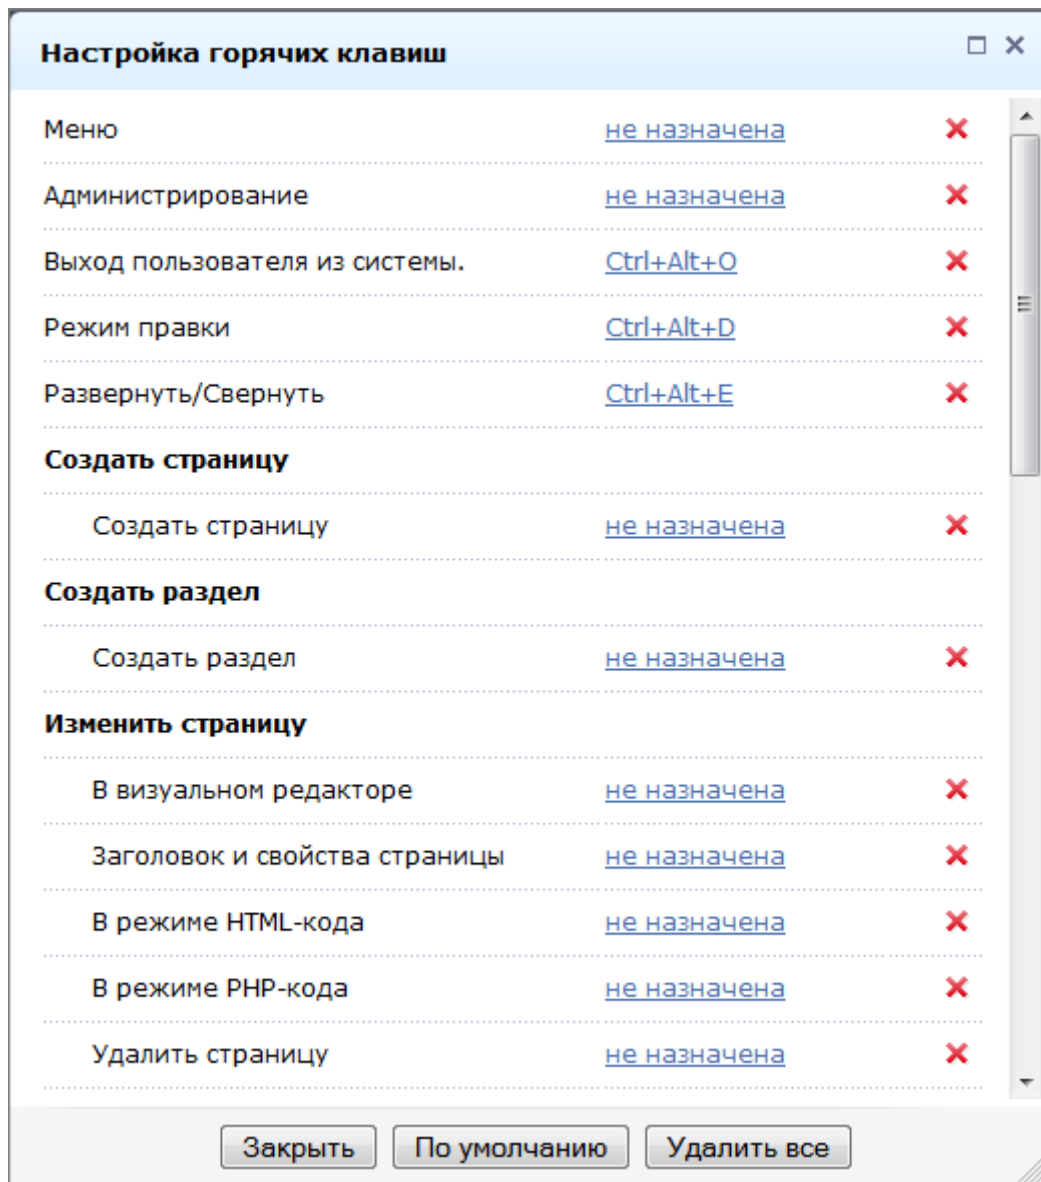 Настройка горячих клавиш
Меню не назначена
Администрирование не назначена
Выход пользователя из системы. Ctrl+Alt+O
Режим правки Ctrl+Alt+D
Развернуть/Свернуть Ctrl+Alt+E
Создать страницу
Создать страницу не назначена
Создать раздел
Создать раздел не назначена
Изменить страницу
В визуальном редакторе не назначена
Заголовок и свойства страницы не назначена
В режиме HTML-кода не назначена
В режиме PHP-кода не назначена
Удалить страницу не назначена
Закрыть По умолчанию Удалить все